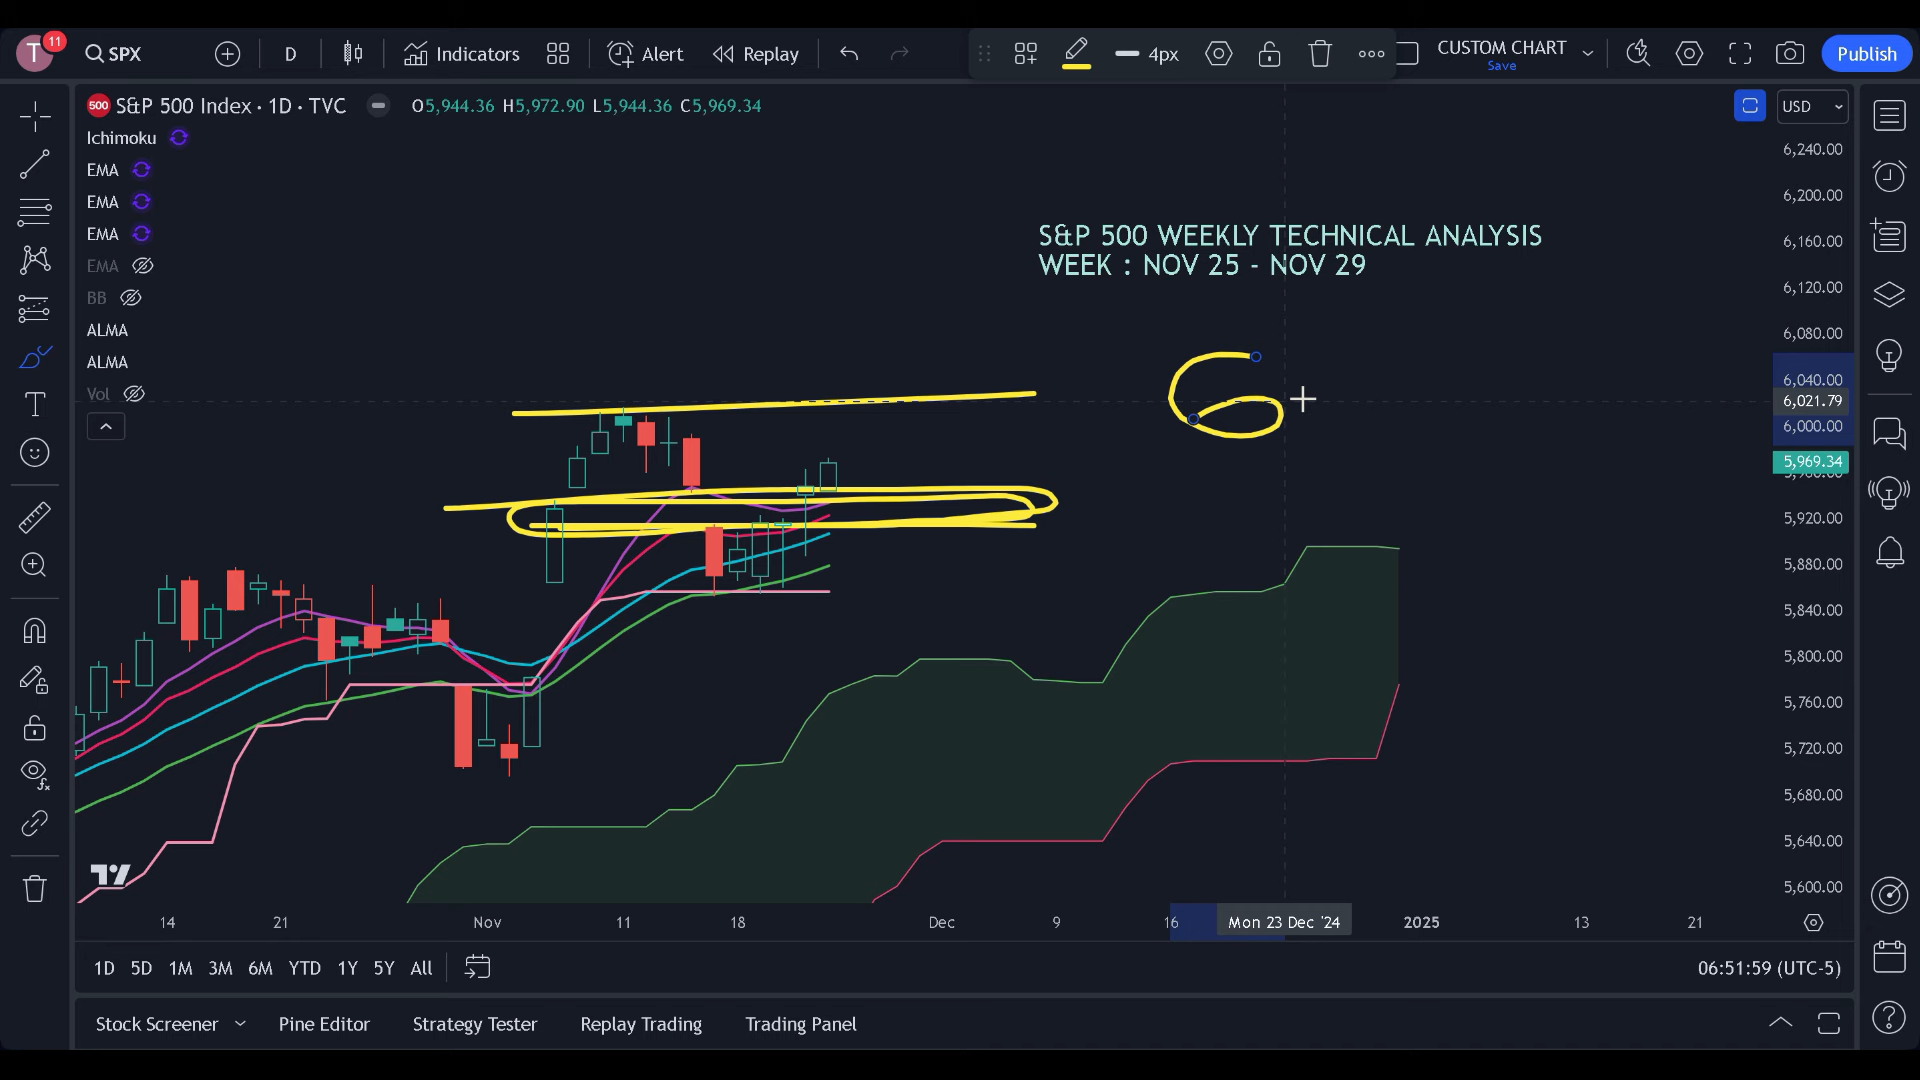 T 11 SPX D Indicators Alert Replay 4px CUSTOM CHART Save Publish
500 S&P 500 Index · 1D · TVC O5,944.36 H5,972.90 L5,944.36 C5,969.34 USD
Ichimoku
EMA
EMA
EMA
EMA
BB
ALMA
ALMA
Vol
S&P 500 WEEKLY TECHNICAL ANALYSIS
WEEK : NOV 25 - NOV 29
6
6,240.00
6,200.00
6,160.00
6,120.00
6,080.00
6,040.00
6,021.79
6,000.00
5,969.34
5,920.00
5,880.00
5,840.00
5,800.00
5,760.00
5,720.00
5,680.00
5,640.00
5,600.00
14 21 Nov 11 18 Dec 9 16 Mon 23 Dec '24 2025 13 21
1D 5D 1M 3M 6M YTD 1Y 5Y All 06:51:59 (UTC-5)
Stock Screener Pine Editor Strategy Tester Replay Trading Trading Panel